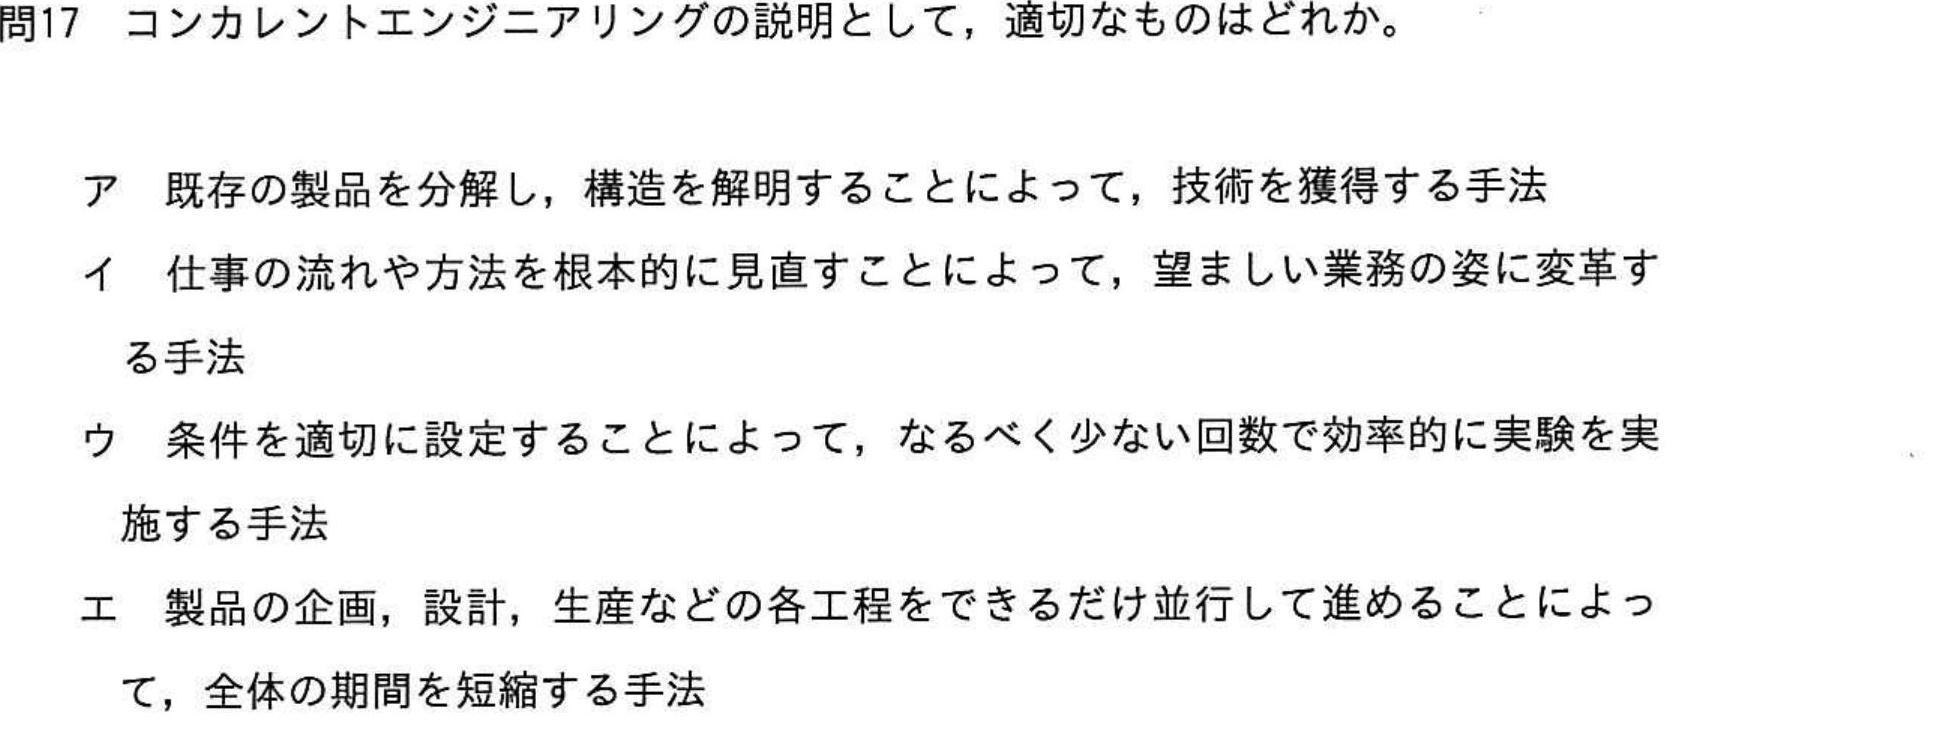 問17 コンカレントエンジニアリングの説明として，適切なものはどれか。
ア 既存の製品を分解し，構造を解明することによって，技術を獲得する手法
イ 仕事の流れや方法を根本的に見直すことによって，望ましい業務の姿に変革す
る手法
ウ 条件を適切に設定することによって，なるべく少ない回数で効率的に実験を実
施する手法
エ 製品の企画，設計，生産などの各工程をできるだけ並行して進めることによっ
て，全体の期間を短縮する手法